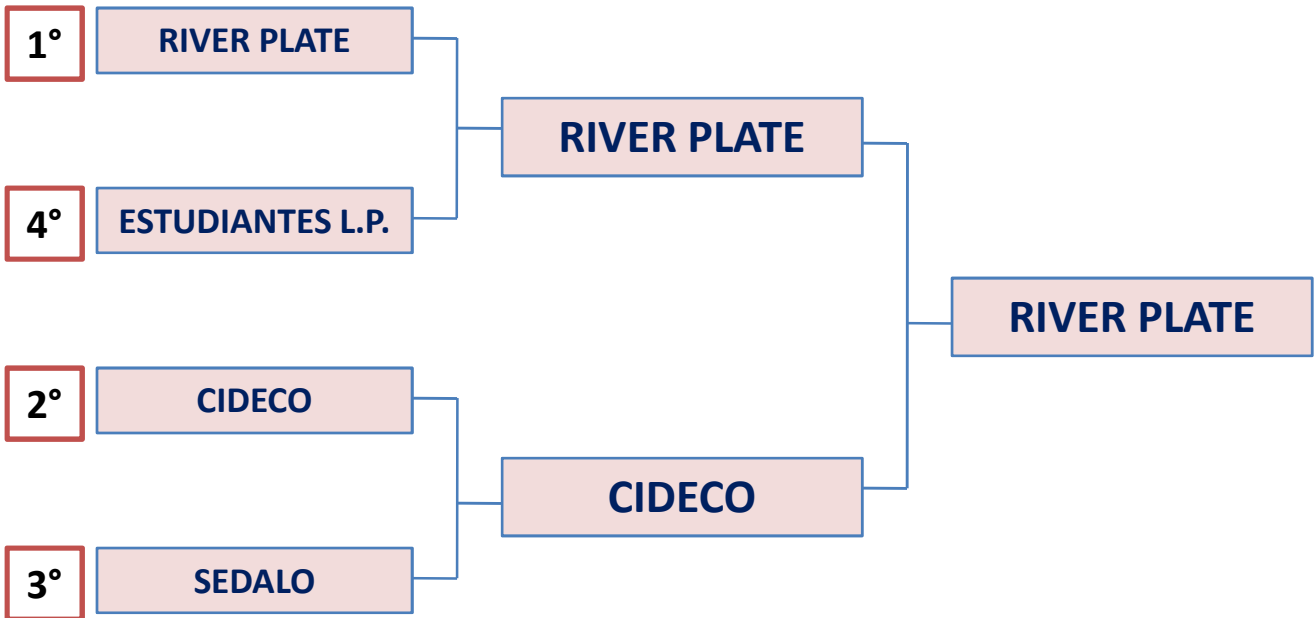 1°
RIVER PLATE
4°
ESTUDIANTES L.P.
2°
CIDECO
3°
SEDALO
RIVER PLATE
CIDECO
RIVER PLATE